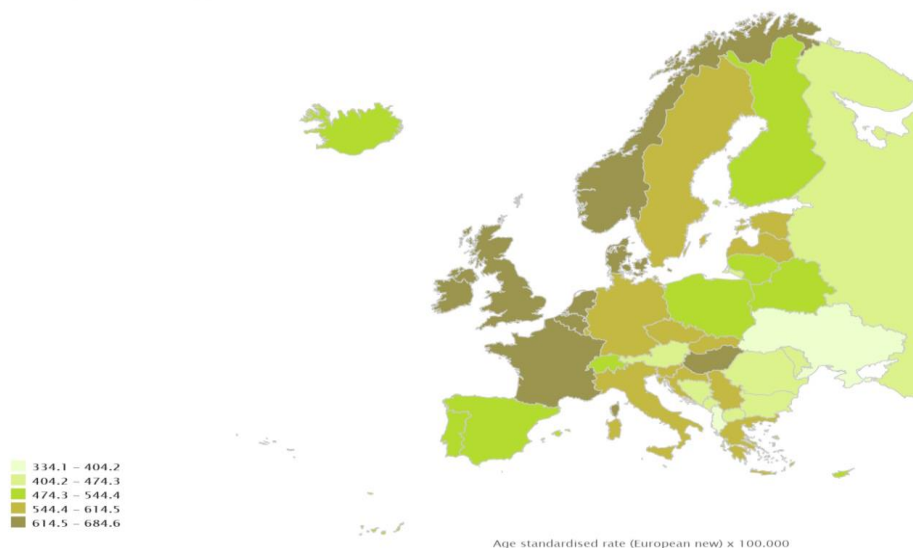 334.1 – 404.2
404.2 – 474.3
474.3 – 544.4
544.4 – 614.5
614.5 – 684.6
Age standardised rate (European new) x 100.000